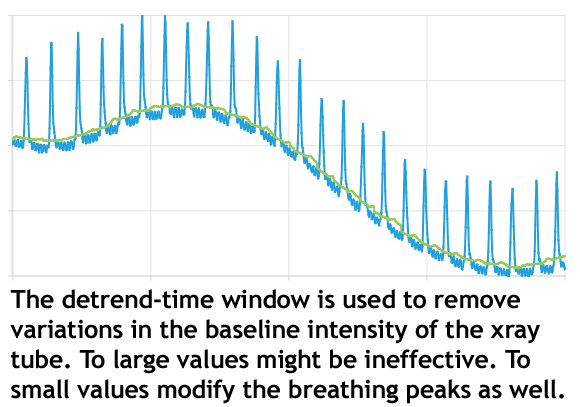 The detrend-time window is used to remove
variations in the baseline intensity of the xray
tube. To large values might be ineffective. To
small values modify the breathing peaks as well.